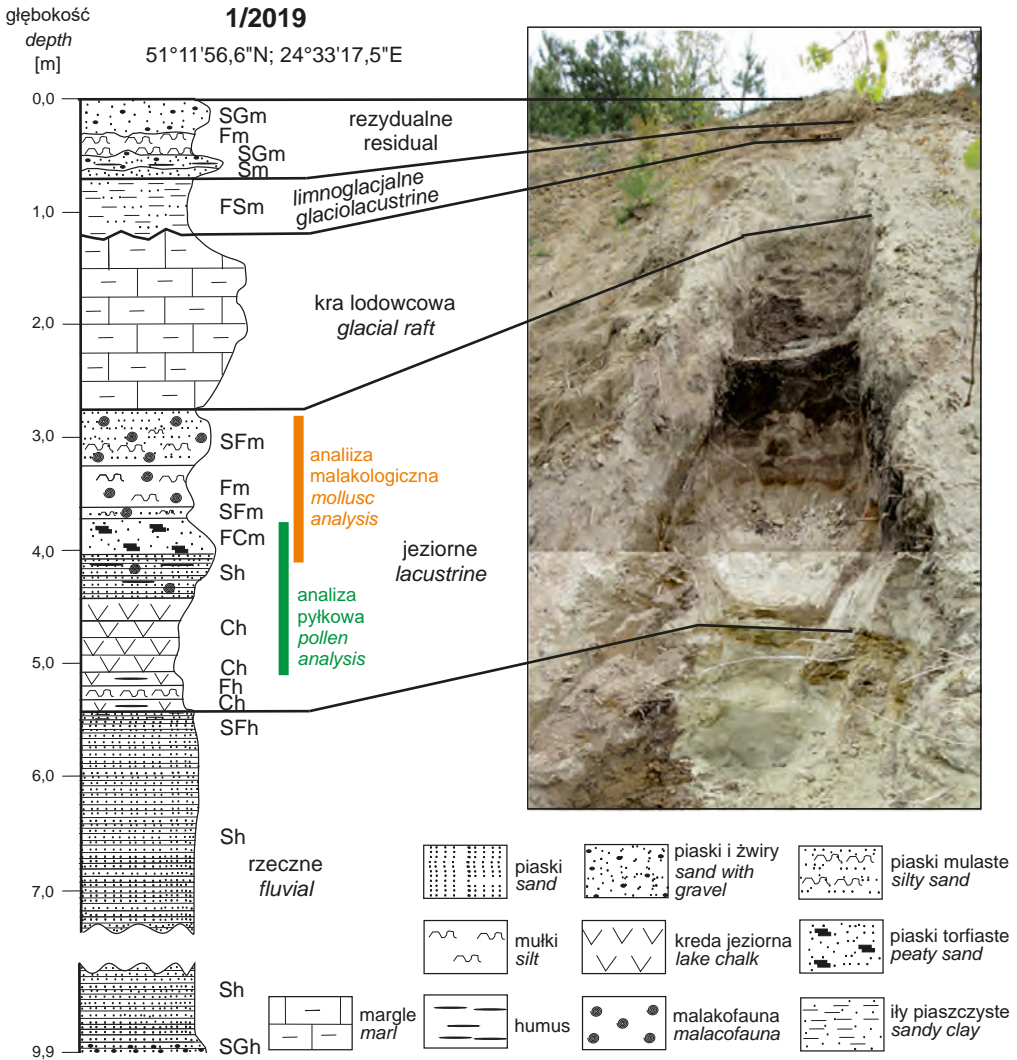 głębokość
depth
[m]
1/2019
51°11'56,6"N; 24°33'17,5"E
0,0
SGm
Fm
SGm
Sm
rezydualne
residual
1,0
FSm
limnoglacjalne
glaciolacustrine
2,0
kra lodowcowa
glacial raft
3,0
SFm
Fm
SFm
FCm
4,0
Sh
Ch
5,0
Ch
Fh
Ch
analiiza
malakologiczna
mollusc
analysis
analiza
pyłkowa
pollen
analysis
jeziorne
lacustrine
SFh
6,0
Sh
7,0
rzeczne
fluvial
Sh
SGh
9,9
piaski
sand
piaski i żwiry
sand with
gravel
piaski mulaste
silty sand
mułki
silt
kreda jeziorna
lake chalk
piaski torfiaste
peaty sand
margle
marl
humus
malakofauna
malacofauna
iły piaszczyste
sandy clay